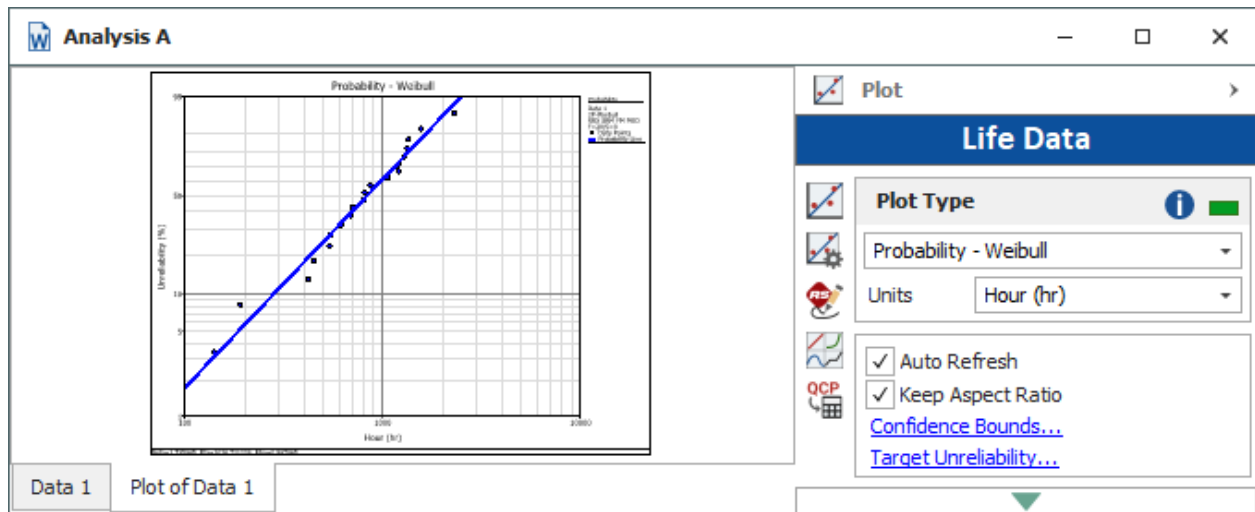 W Analysis A
Probability - Weibull
Unreliability [%]
90
50
10
5
100
1000
10000
Hour (hr)
Data 1
Plot of Data 1
Plot
Life Data
Plot Type
i
Probability - Weibull
Units
Hour (hr)
RS
Auto Refresh
Keep Aspect Ratio
QCP
Confidence Bounds...
Target Unreliability...